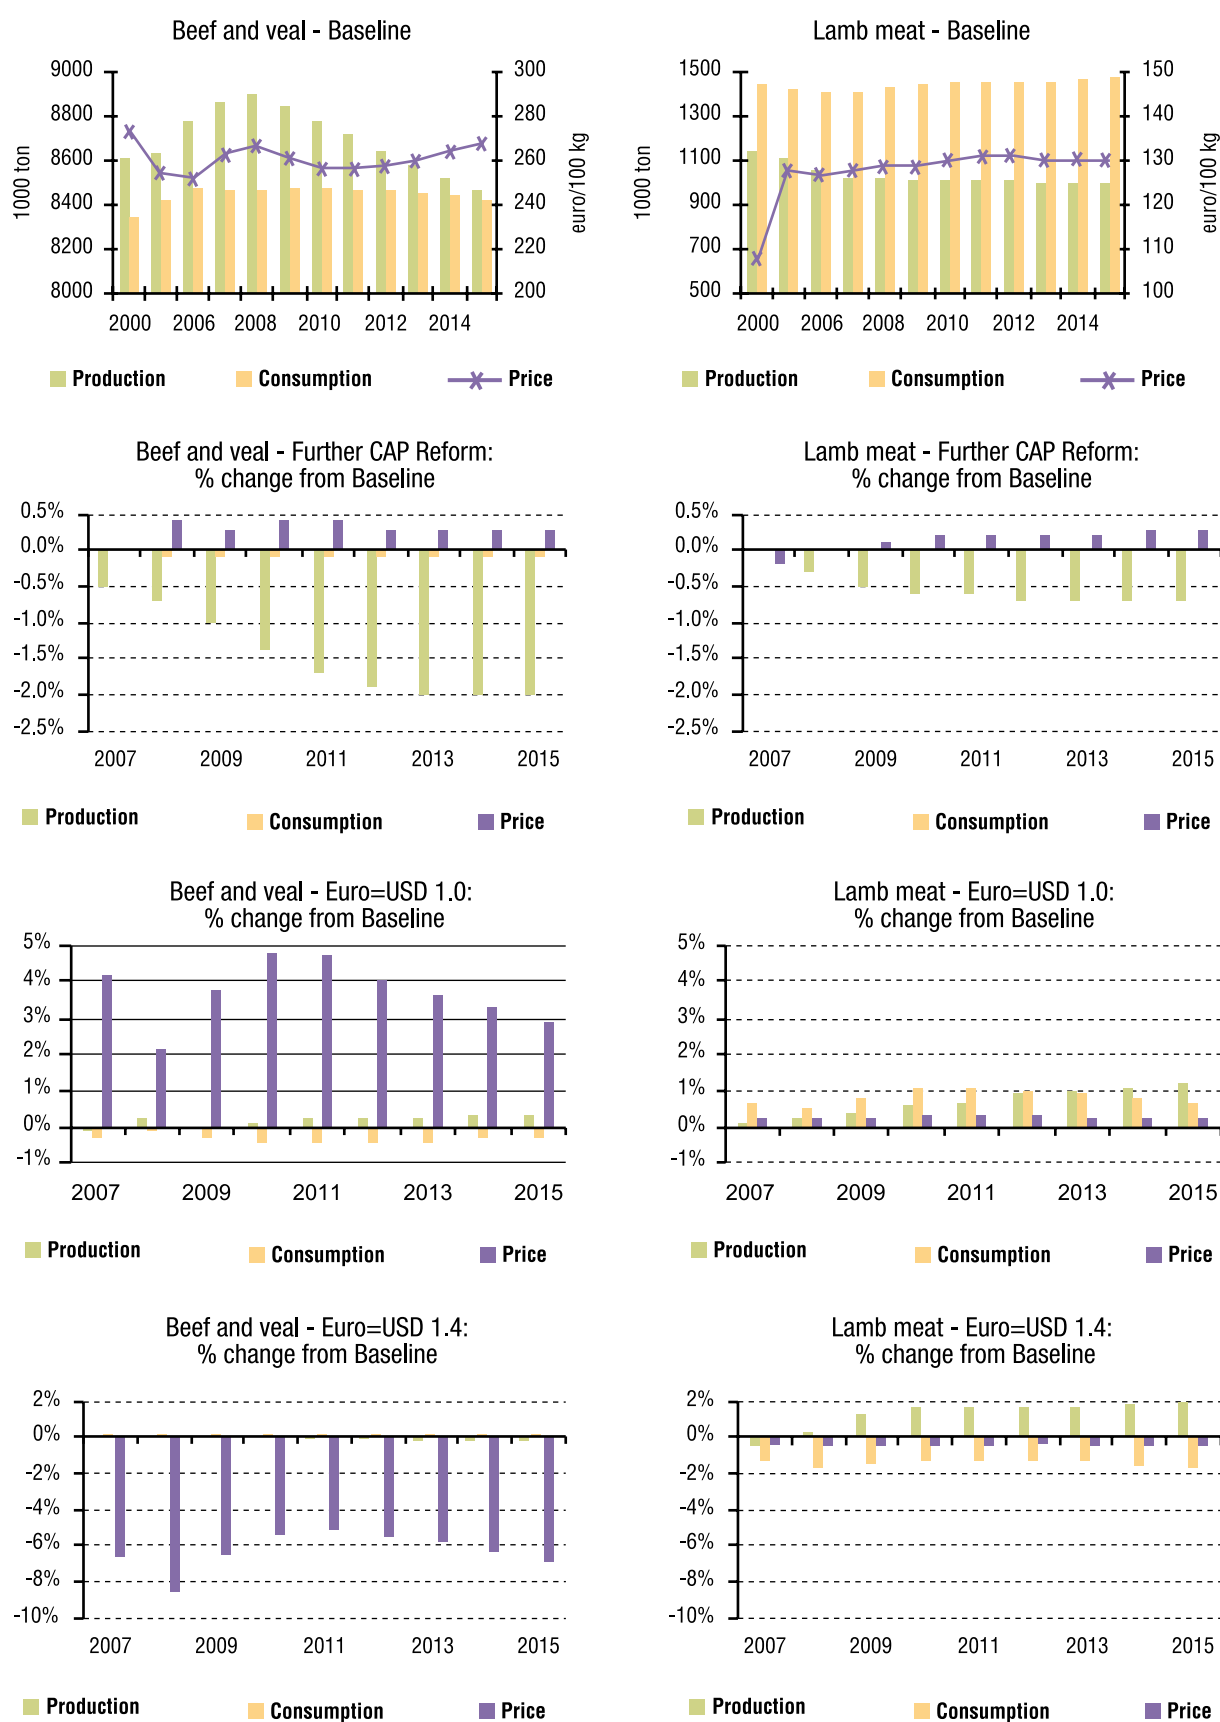 Beef and veal - Baseline
9000
8800
8600
8400
8200
8000
1000 ton
300
280
260
240
220
200
euro/100 kg
2000 2006 2008 2010 2012 2014
Production Consumption Price
Lamb meat - Baseline
1500
1300
1100
900
700
500
1000 ton
150
140
130
120
110
100
euro/100 kg
2000 2006 2008 2010 2012 2014
Production Consumption Price
Beef and veal - Further CAP Reform:
% change from Baseline
0.5%
0.0%
-0.5%
-1.0%
-1.5%
-2.0%
-2.5%
2007 2009 2011 2013 2015
Production Consumption Price
Lamb meat - Further CAP Reform:
% change from Baseline
0.5%
0.0%
-0.5%
-1.0%
-1.5%
-2.0%
-2.5%
2007 2009 2011 2013 2015
Production Consumption Price
Beef and veal - Euro=USD 1.0:
% change from Baseline
5%
4%
3%
2%
1%
0%
-1%
2007 2009 2011 2013 2015
Production Consumption Price
Lamb meat - Euro=USD 1.0:
% change from Baseline
5%
4%
3%
2%
1%
0%
-1%
2007 2009 2011 2013 2015
Production Consumption Price
Beef and veal - Euro=USD 1.4:
% change from Baseline
2%
0%
-2%
-4%
-6%
-8%
-10%
2007 2009 2011 2013 2015
Production Consumption Price
Lamb meat - Euro=USD 1.4:
% change from Baseline
2%
0%
-2%
-4%
-6%
-8%
-10%
2007 2009 2011 2013 2015
Production Consumption Price